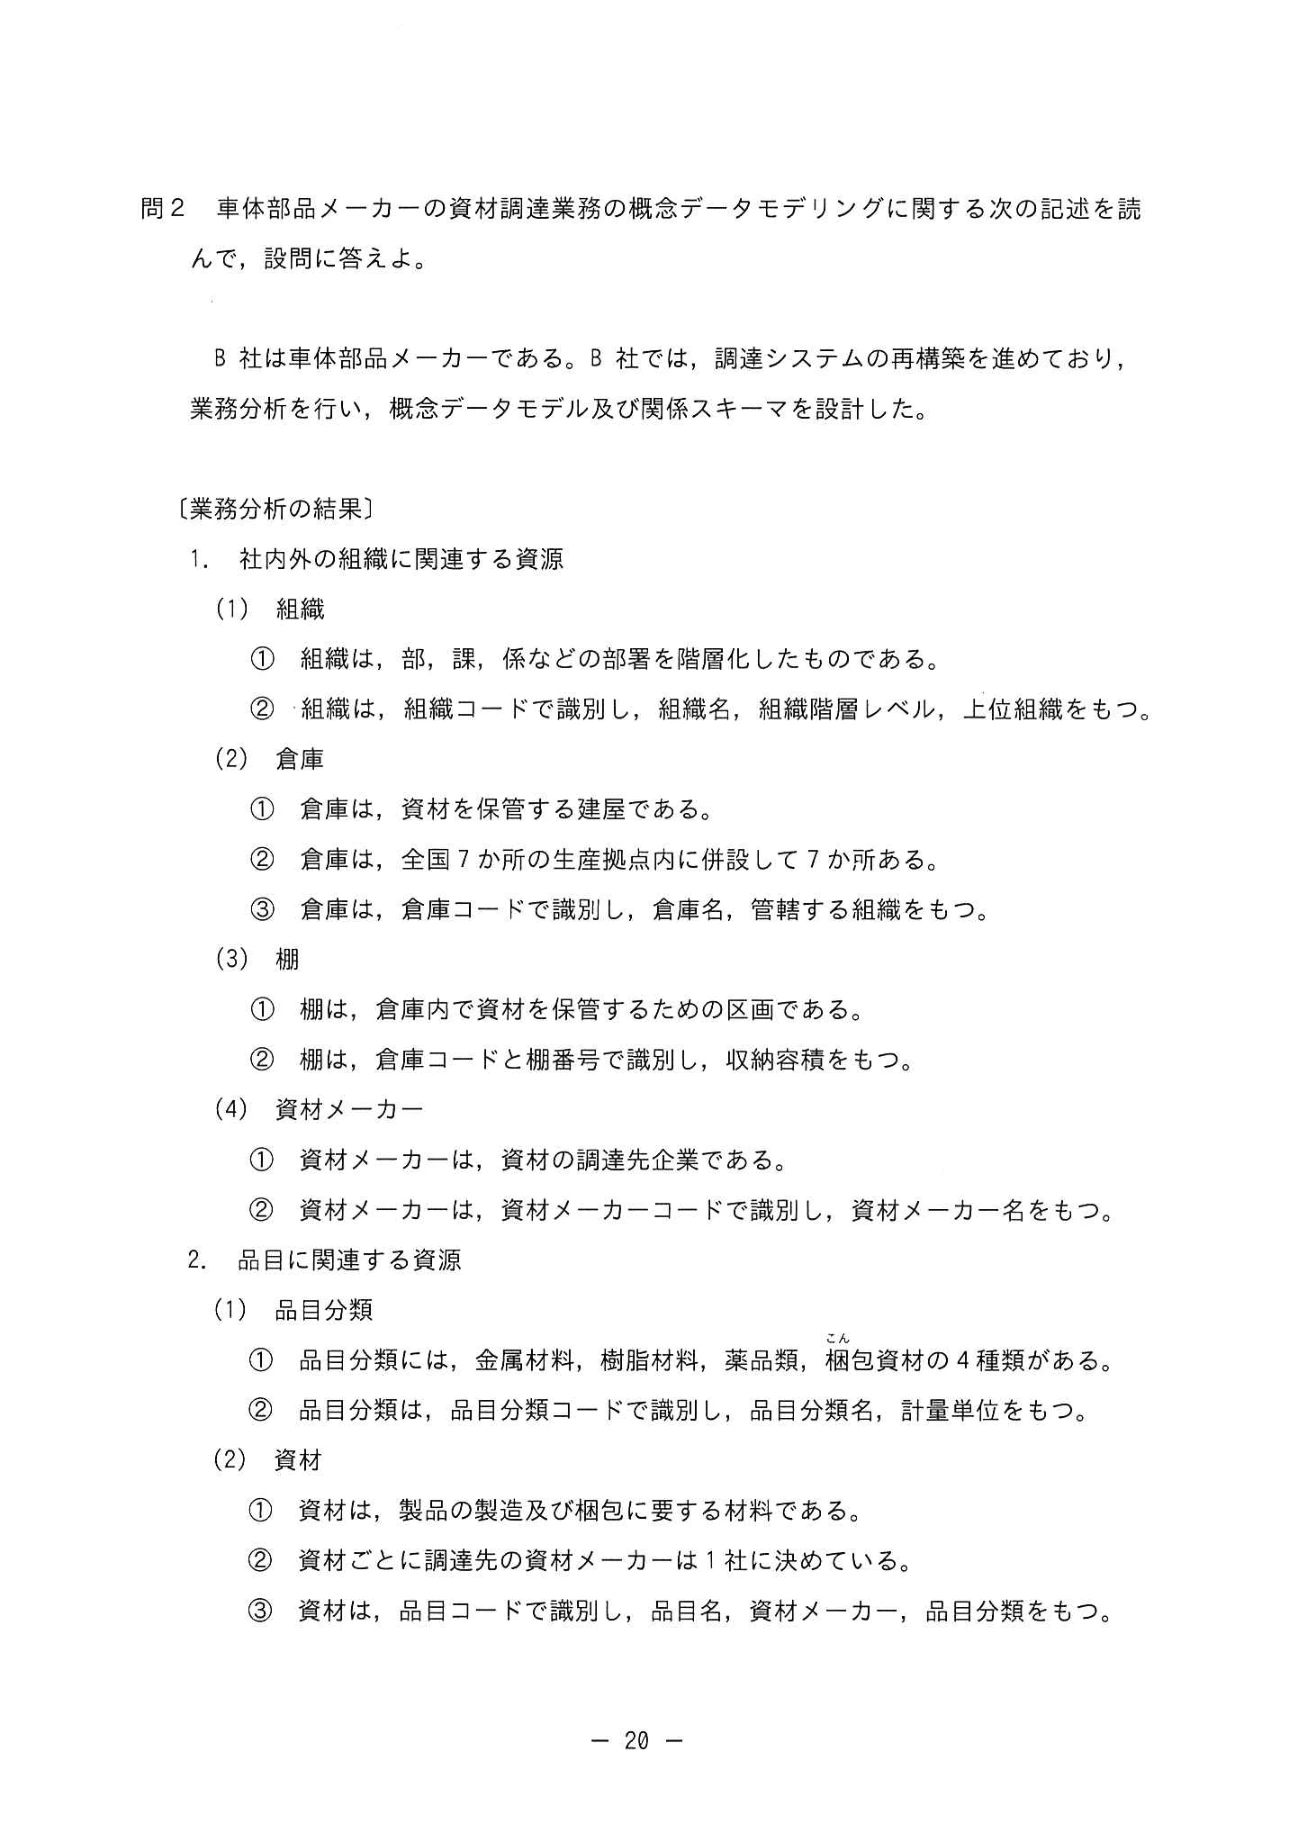 問２　車体部品メーカーの資材調達業務の概念データモデリングに関する次の記述を読
んで，設問に答えよ。
B 社は車体部品メーカーである。B 社では，調達システムの再構築を進めており，
業務分析を行い，概念データモデル及び関係スキーマを設計した。
〔業務分析の結果〕
1.　社内外の組織に関連する資源
(1)　組織
①　組織は，部，課，係などの部署を階層化したものである。
②　組織は，組織コードで識別し，組織名，組織階層レベル，上位組織をもつ。
(2)　倉庫
①　倉庫は，資材を保管する建屋である。
②　倉庫は，全国 7 か所の生産拠点内に併設して 7 か所ある。
③　倉庫は，倉庫コードで識別し，倉庫名，管轄する組織をもつ。
(3)　棚
①　棚は，倉庫内で資材を保管するための区画である。
②　棚は，倉庫コードと棚番号で識別し，収納容積をもつ。
(4)　資材メーカー
①　資材メーカーは，資材の調達先企業である。
②　資材メーカーは，資材メーカーコードで識別し，資材メーカー名をもつ。
2.　品目に関連する資源
(1)　品目分類
こん
①　品目分類には，金属材料，樹脂材料，薬品類，梱包資材の 4 種類がある。
②　品目分類は，品目分類コードで識別し，品目分類名，計量単位をもつ。
(2)　資材
①　資材は，製品の製造及び梱包に要する材料である。
②　資材ごとに調達先の資材メーカーは 1 社に決めている。
③　資材は，品目コードで識別し，品目名，資材メーカー，品目分類をもつ。
－ 20 －